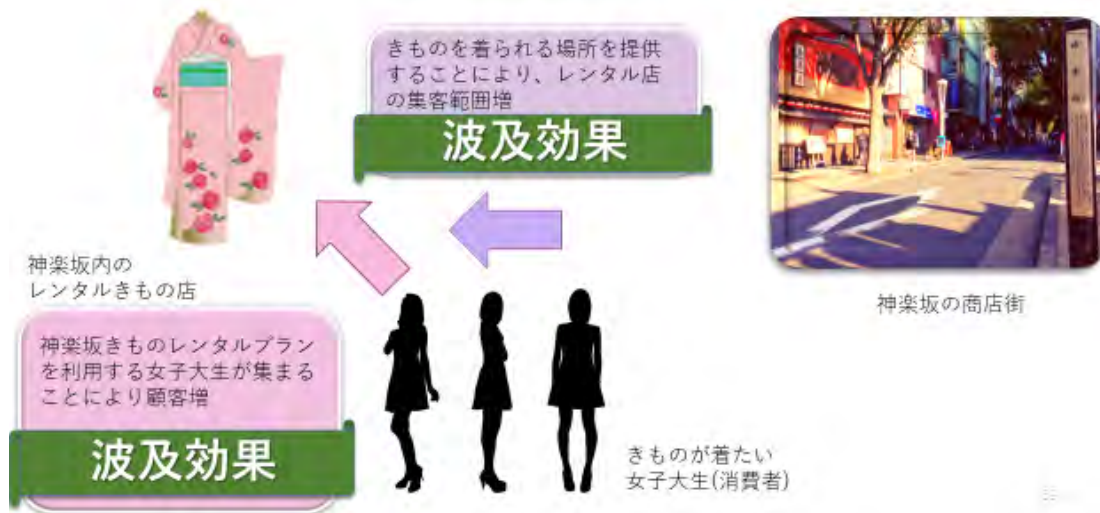 きものを着られる場所を提供
することにより、レンタル店
の集客範囲増
波及効果
神楽坂内の
レンタルきもの店
神楽坂の商店街
神楽坂きものレンタルプラン
を利用する女子大生が集まる
ことにより顧客増
波及効果
きものが着たい
女子大生(消費者)